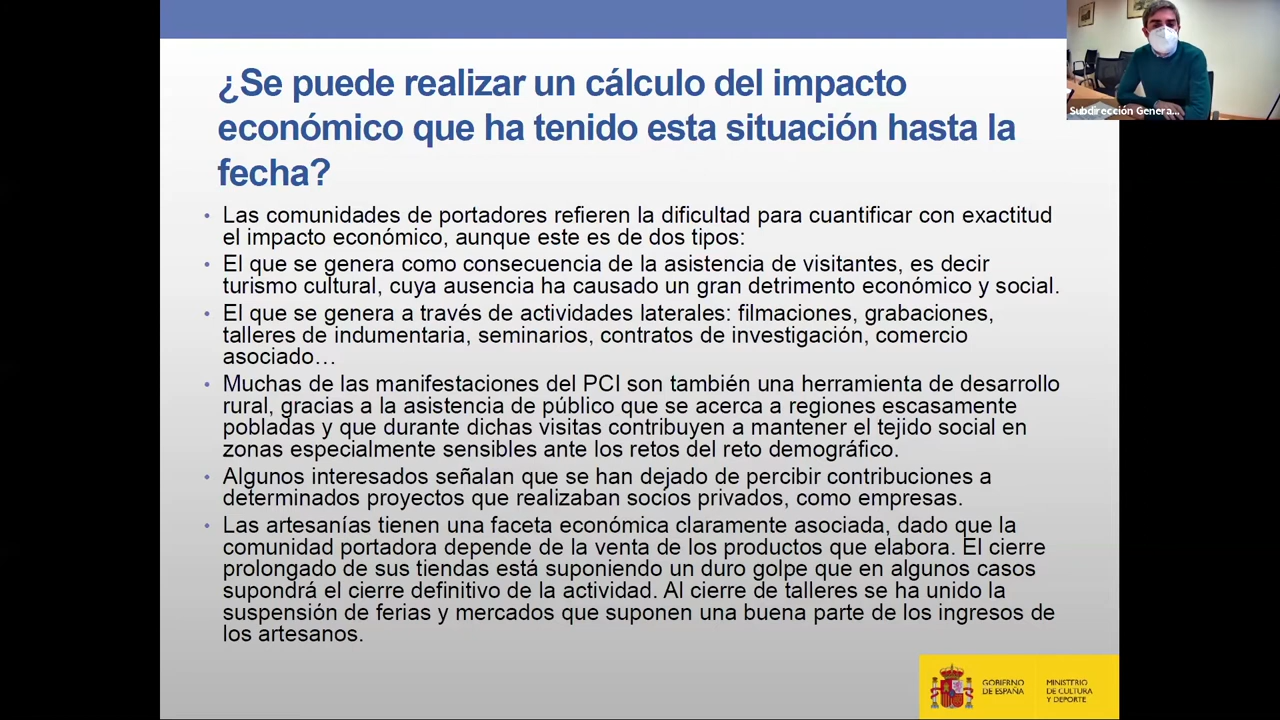 ¿Se puede realizar un cálculo del impacto
económico que ha tenido esta situación hasta la
fecha?
• Las comunidades de portadores refieren la dificultad para cuantificar con exactitud
el impacto económico, aunque este es de dos tipos:
• El que se genera como consecuencia de la asistencia de visitantes, es decir
turismo cultural, cuya ausencia ha causado un gran detrimento económico y social.
• El que se genera a través de actividades laterales: filmaciones, grabaciones,
talleres de indumentaria, seminarios, contratos de investigación, comercio
asociado…
• Muchas de las manifestaciones del PCI son también una herramienta de desarrollo
rural, gracias a la asistencia de público que se acerca a regiones escasamente
pobladas y que durante dichas visitas contribuyen a mantener el tejido social en
zonas especialmente sensibles ante los retos del reto demográfico.
• Algunos interesados señalan que se han dejado de percibir contribuciones a
determinados proyectos que realizaban socios privados, como empresas.
• Las artesanías tienen una faceta económica claramente asociada, dado que la
comunidad portadora depende de la venta de los productos que elabora. El cierre
prolongado de sus tiendas está suponiendo un duro golpe que en algunos casos
supondrá el cierre definitivo de la actividad. Al cierre de talleres se ha unido la
suspensión de ferias y mercados que suponen una buena parte de los ingresos de
los artesanos.
Subdirección Genera...
GOBIERNO
DE ESPAÑA
MINISTERIO
DE CULTURA
Y DEPORTE